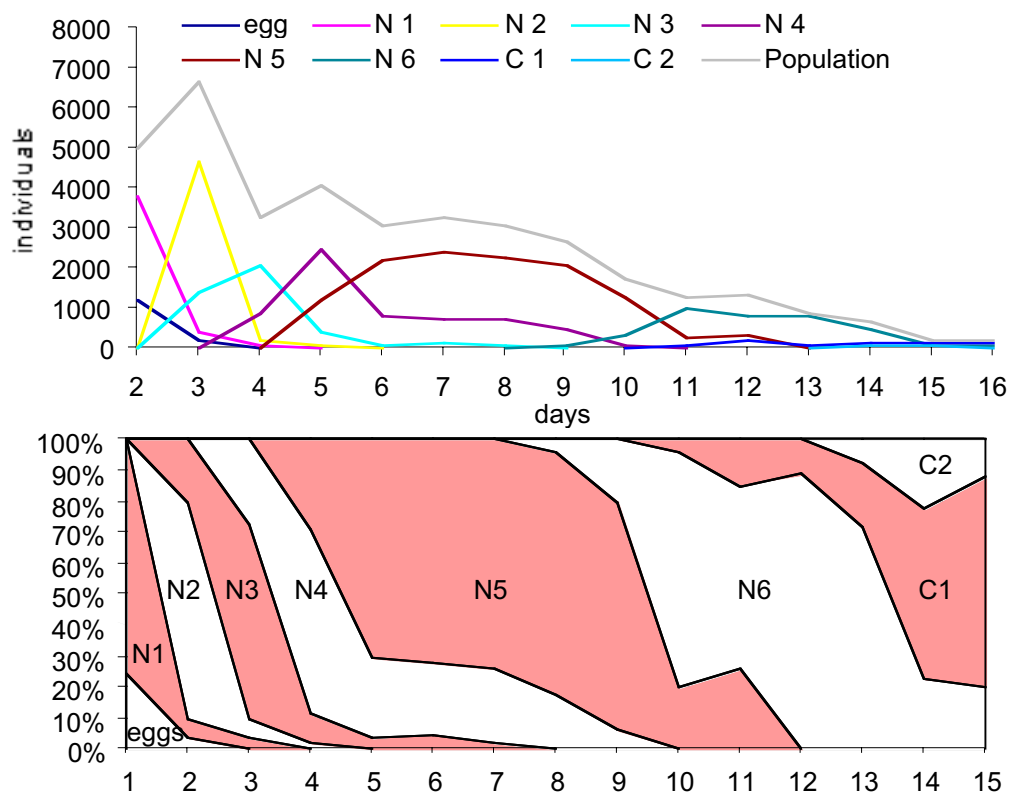 egg N 1 N 2 N 3 N 4
N 5 N 6 C 1 C 2 Population
individuals
8000
7000
6000
5000
4000
3000
2000
1000
0
2 3 4 5 6 7 8 9 10 11 12 13 14 15 16
days
100%
90%
80%
70%
60%
50%
40%
30%
20%
10%
0%
eggs
N1
N2
N3
N4
N5
N6
C1
C2
1 2 3 4 5 6 7 8 9 10 11 12 13 14 15